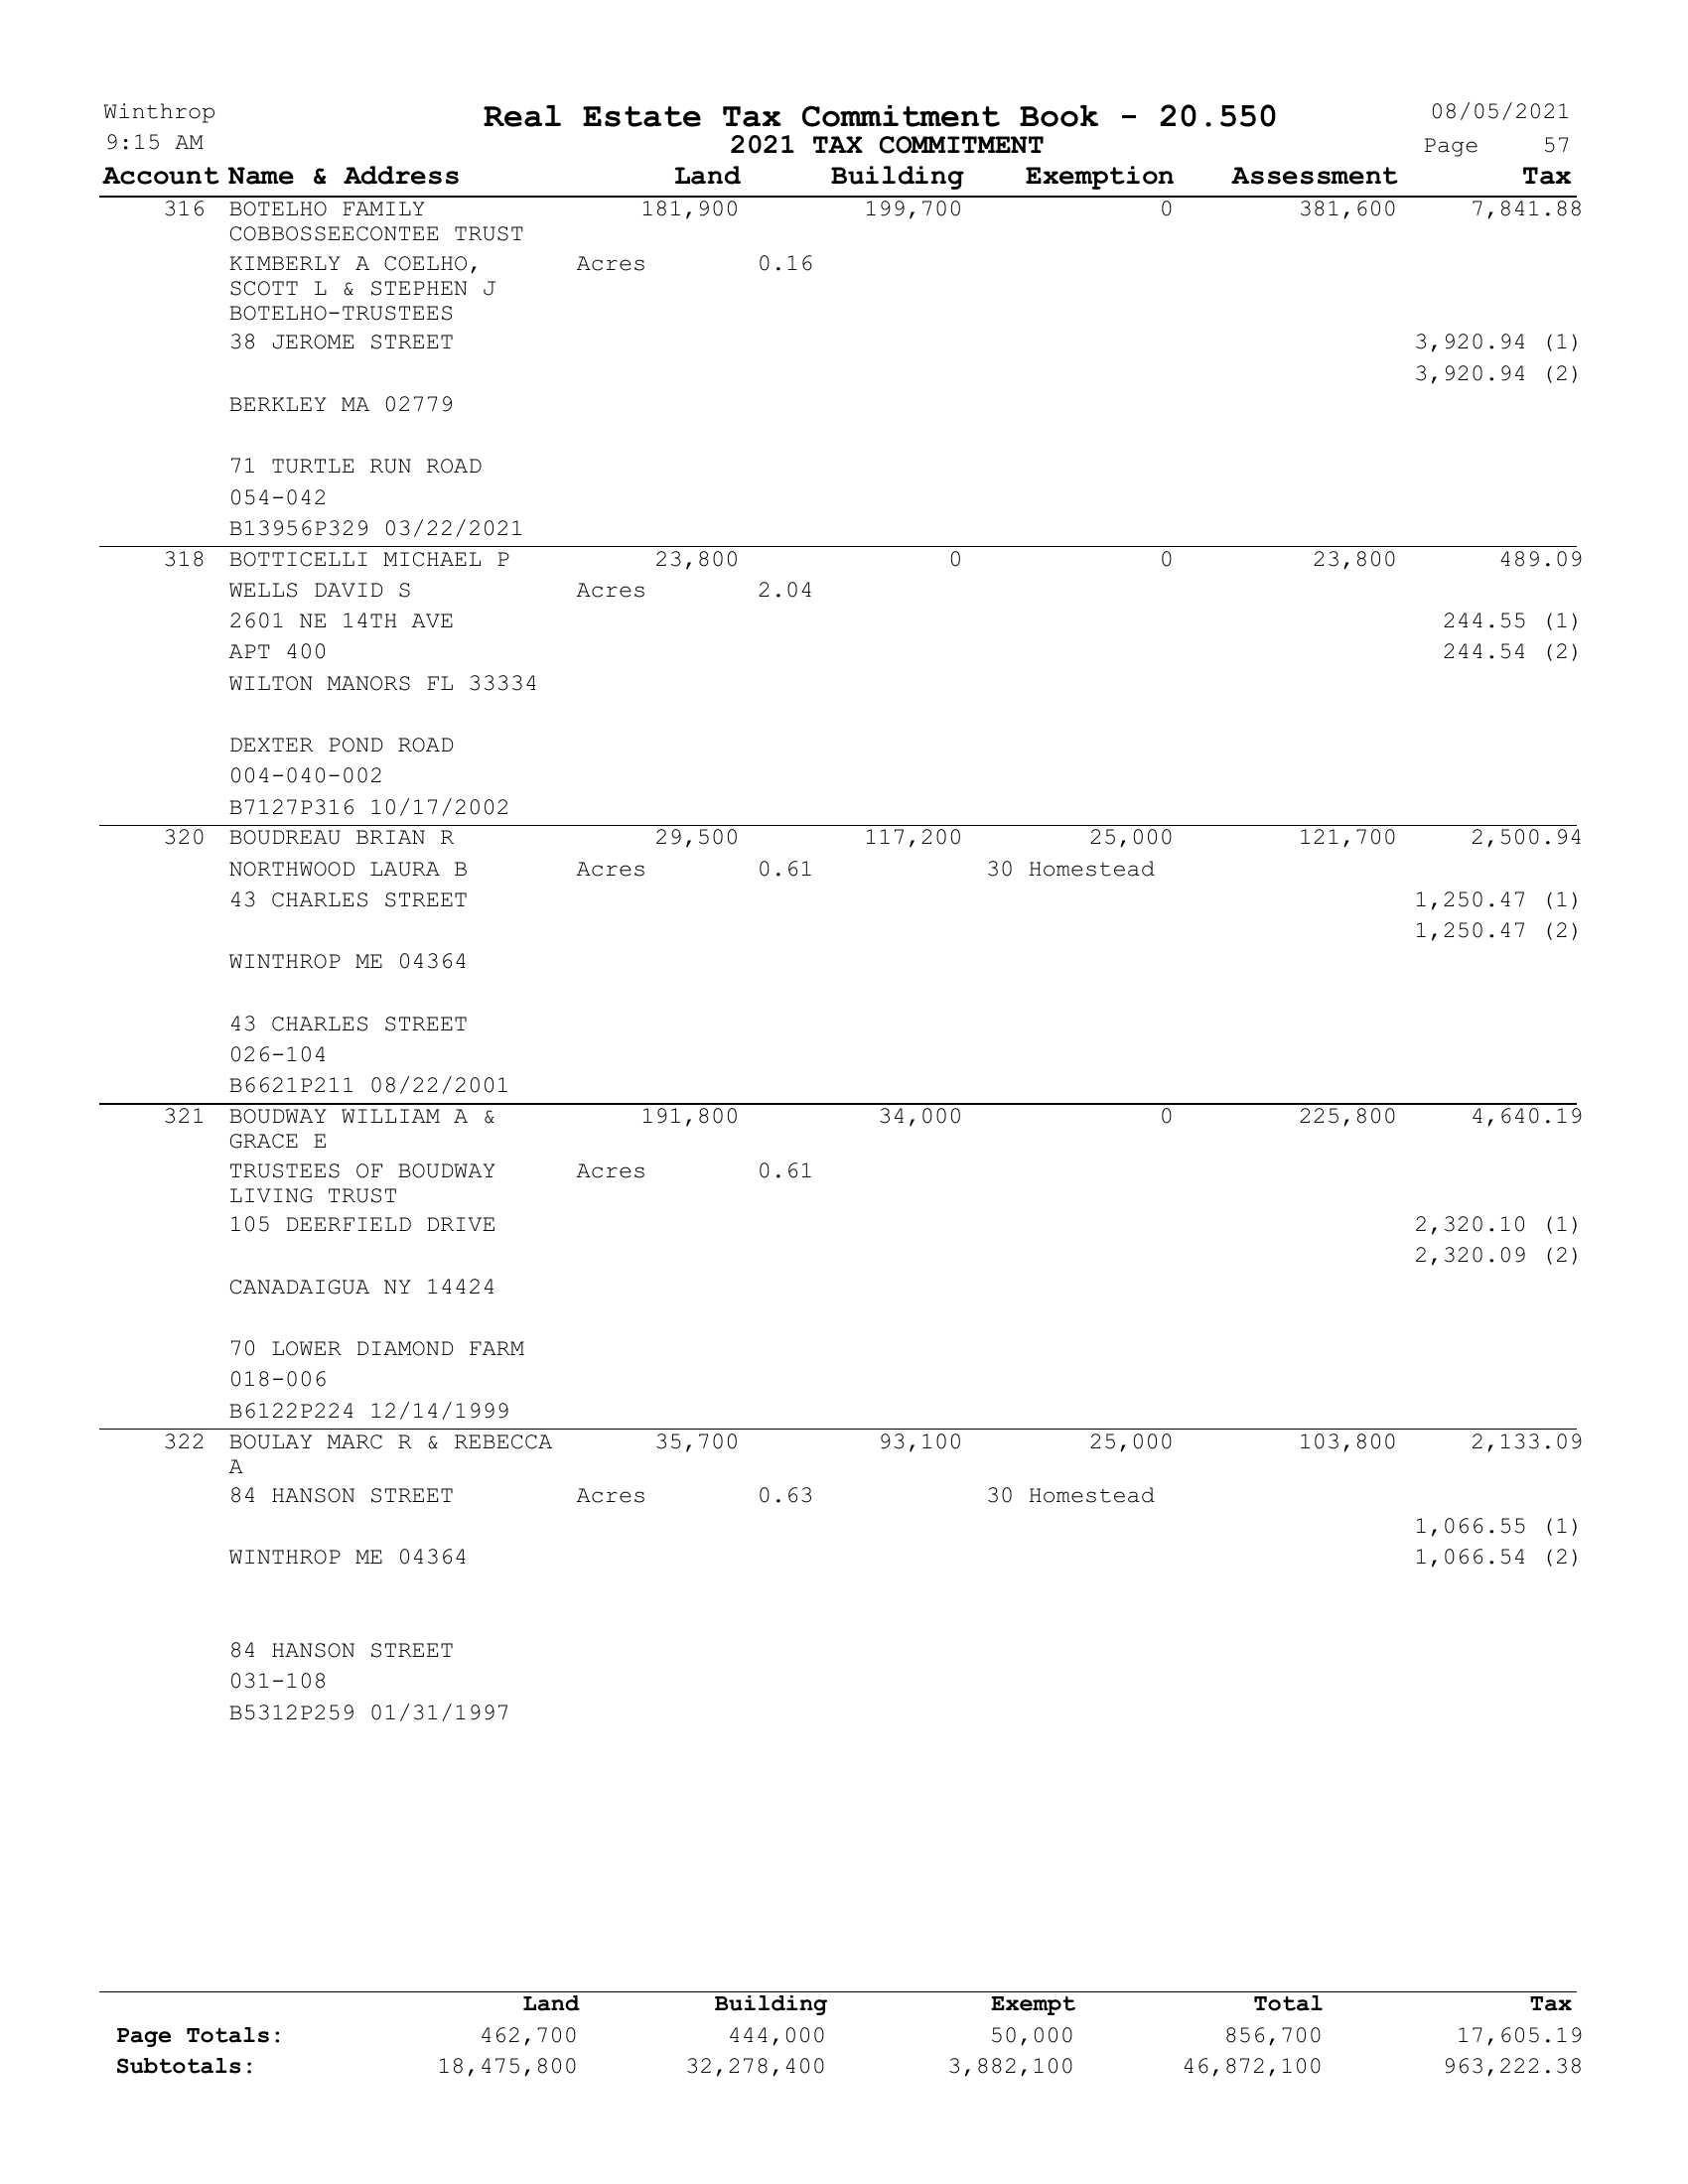 Winthrop Real Estate Tax Commitment Book - 20.550 08/05/2021
9:15 AM 2021 TAX COMMITMENT Page 57
Account Name & Address Land Building Exemption Assessment Tax
316 BOTELHO FAMILY 181,900 199,700 0 381,600 7,841.88
COBBOSSEECONTEE TRUST
KIMBERLY A COELHO, Acres 0.16
SCOTT L & STEPHEN J
BOTELHO-TRUSTEES
38 JEROME STREET 3,920.94 (1)
3,920.94 (2)
BERKLEY MA 02779
71 TURTLE RUN ROAD
054-042
B13956P329 03/22/2021
318 BOTTICELLI MICHAEL P 23,800 0 0 23,800 489.09
WELLS DAVID S Acres 2.04
2601 NE 14TH AVE 244.55 (1)
APT 400 244.54 (2)
WILTON MANORS FL 33334
DEXTER POND ROAD
004-040-002
B7127P316 10/17/2002
320 BOUDREAU BRIAN R 29,500 117,200 25,000 121,700 2,500.94
NORTHWOOD LAURA B Acres 0.61 30 Homestead
43 CHARLES STREET 1,250.47 (1)
1,250.47 (2)
WINTHROP ME 04364
43 CHARLES STREET
026-104
B6621P211 08/22/2001
321 BOUDWAY WILLIAM A & 191,800 34,000 0 225,800 4,640.19
GRACE E
TRUSTEES OF BOUDWAY Acres 0.61
LIVING TRUST
105 DEERFIELD DRIVE 2,320.10 (1)
2,320.09 (2)
CANADAIGUA NY 14424
70 LOWER DIAMOND FARM
018-006
B6122P224 12/14/1999
322 BOULAY MARC R & REBECCA 35,700 93,100 25,000 103,800 2,133.09
A
84 HANSON STREET Acres 0.63 30 Homestead
1,066.55 (1)
WINTHROP ME 04364 1,066.54 (2)
84 HANSON STREET
031-108
B5312P259 01/31/1997
Land Building Exempt Total Tax
Page Totals: 462,700 444,000 50,000 856,700 17,605.19
Subtotals: 18,475,800 32,278,400 3,882,100 46,872,100 963,222.38